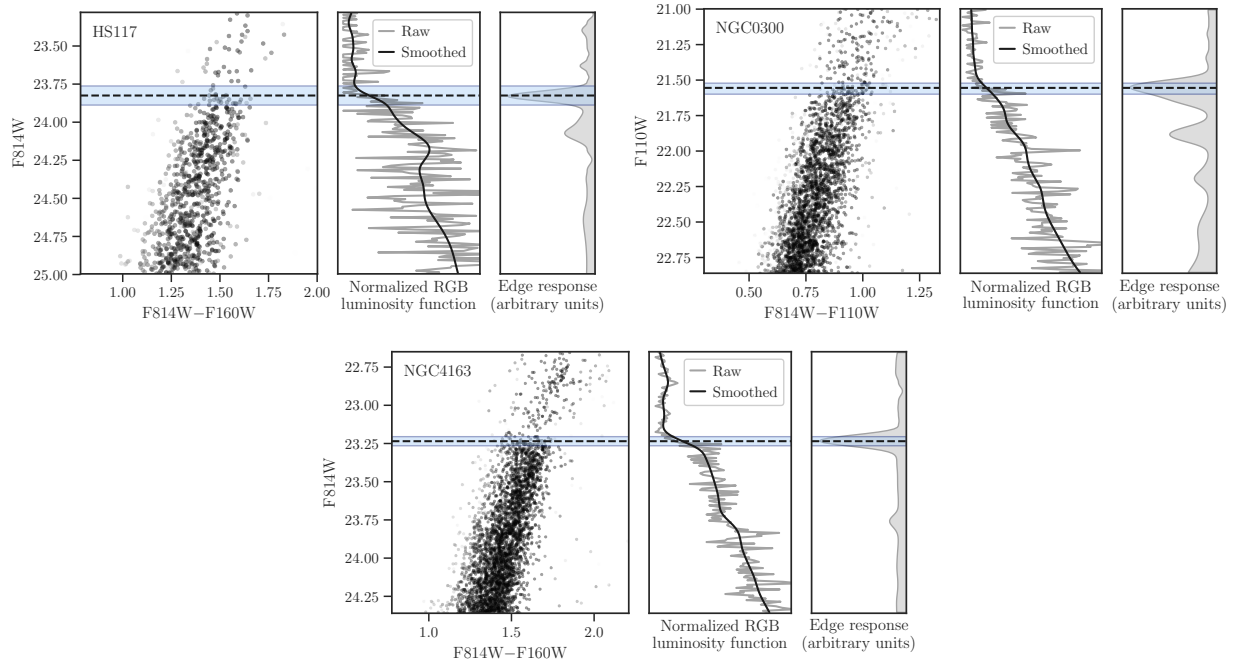 HS117
23.50
23.75
24.00
24.25
24.50
24.75
25.00
F814W
1.00
1.25
1.50
1.75
2.00
F814W−F160W
Raw
Smoothed
Normalized RGB
luminosity function
Edge response
(arbitrary units)
NGC0300
21.00
21.25
21.50
21.75
22.00
22.25
22.50
22.75
F110W
0.50
0.75
1.00
1.25
F814W−F110W
Raw
Smoothed
Normalized RGB
luminosity function
Edge response
(arbitrary units)
NGC4163
22.75
23.00
23.25
23.50
23.75
24.00
24.25
F814W
1.0
1.5
2.0
F814W−F160W
Raw
Smoothed
Normalized RGB
luminosity function
Edge response
(arbitrary units)